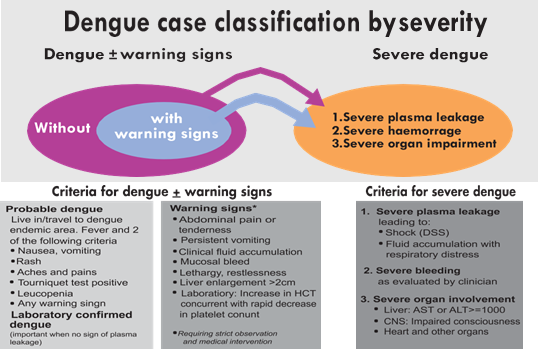 Dengue case classification byseverity
Dengue ± warning signs
Severe dengue
Without
with
warning signs
1.Severe plasma leakage
2.Severe haemorrage
3.Severe organ impairment
Criteria for dengue ± warning signs
Criteria for severe dengue
Probable dengue
Live in/travel to dengue
endemic area. Fever and 2
of the following criteria
• Nausea, vomiting
• Rash
• Aches and pains
• Tourniquet test positive
• Leucopenia
• Any warning singn
Laboratory confirmed
dengue
(important when no sign of plasma
leakage)
Warning signs*
• Abdominal pain or
tenderness
• Persistent vomiting
• Clinical fluid accumulation
• Mucosal bleed
• Lethargy, restlessness
• Liver enlargement >2cm
• Laboratory: Increase in HCT
concurrent with rapid decrease
in platelet conunt
•Requiring strict observation
and medical intervention
1. Severe plasma leakage
leading to:
• Shock (DSS)
• Fluid accumulation with
respiratory distress
2. Severe bleeding
as evaluated by clinician
3. Severe organ involvement
• Liver: AST or ALT>=1000
• CNS: Impaired consciousness
• Heart and other organs